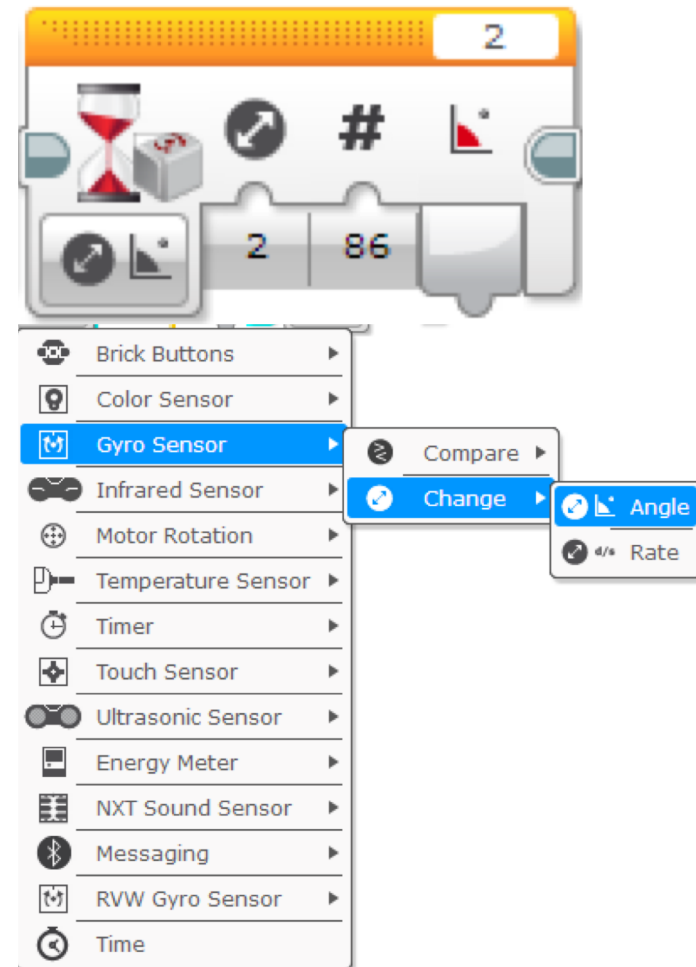 2
#
2 86
Brick Buttons
Color Sensor
Gyro Sensor
Compare
Infrared Sensor
Change
Angle
Motor Rotation
d/s Rate
Temperature Sensor
Timer
Touch Sensor
Ultrasonic Sensor
Energy Meter
NXT Sound Sensor
Messaging
RVW Gyro Sensor
Time